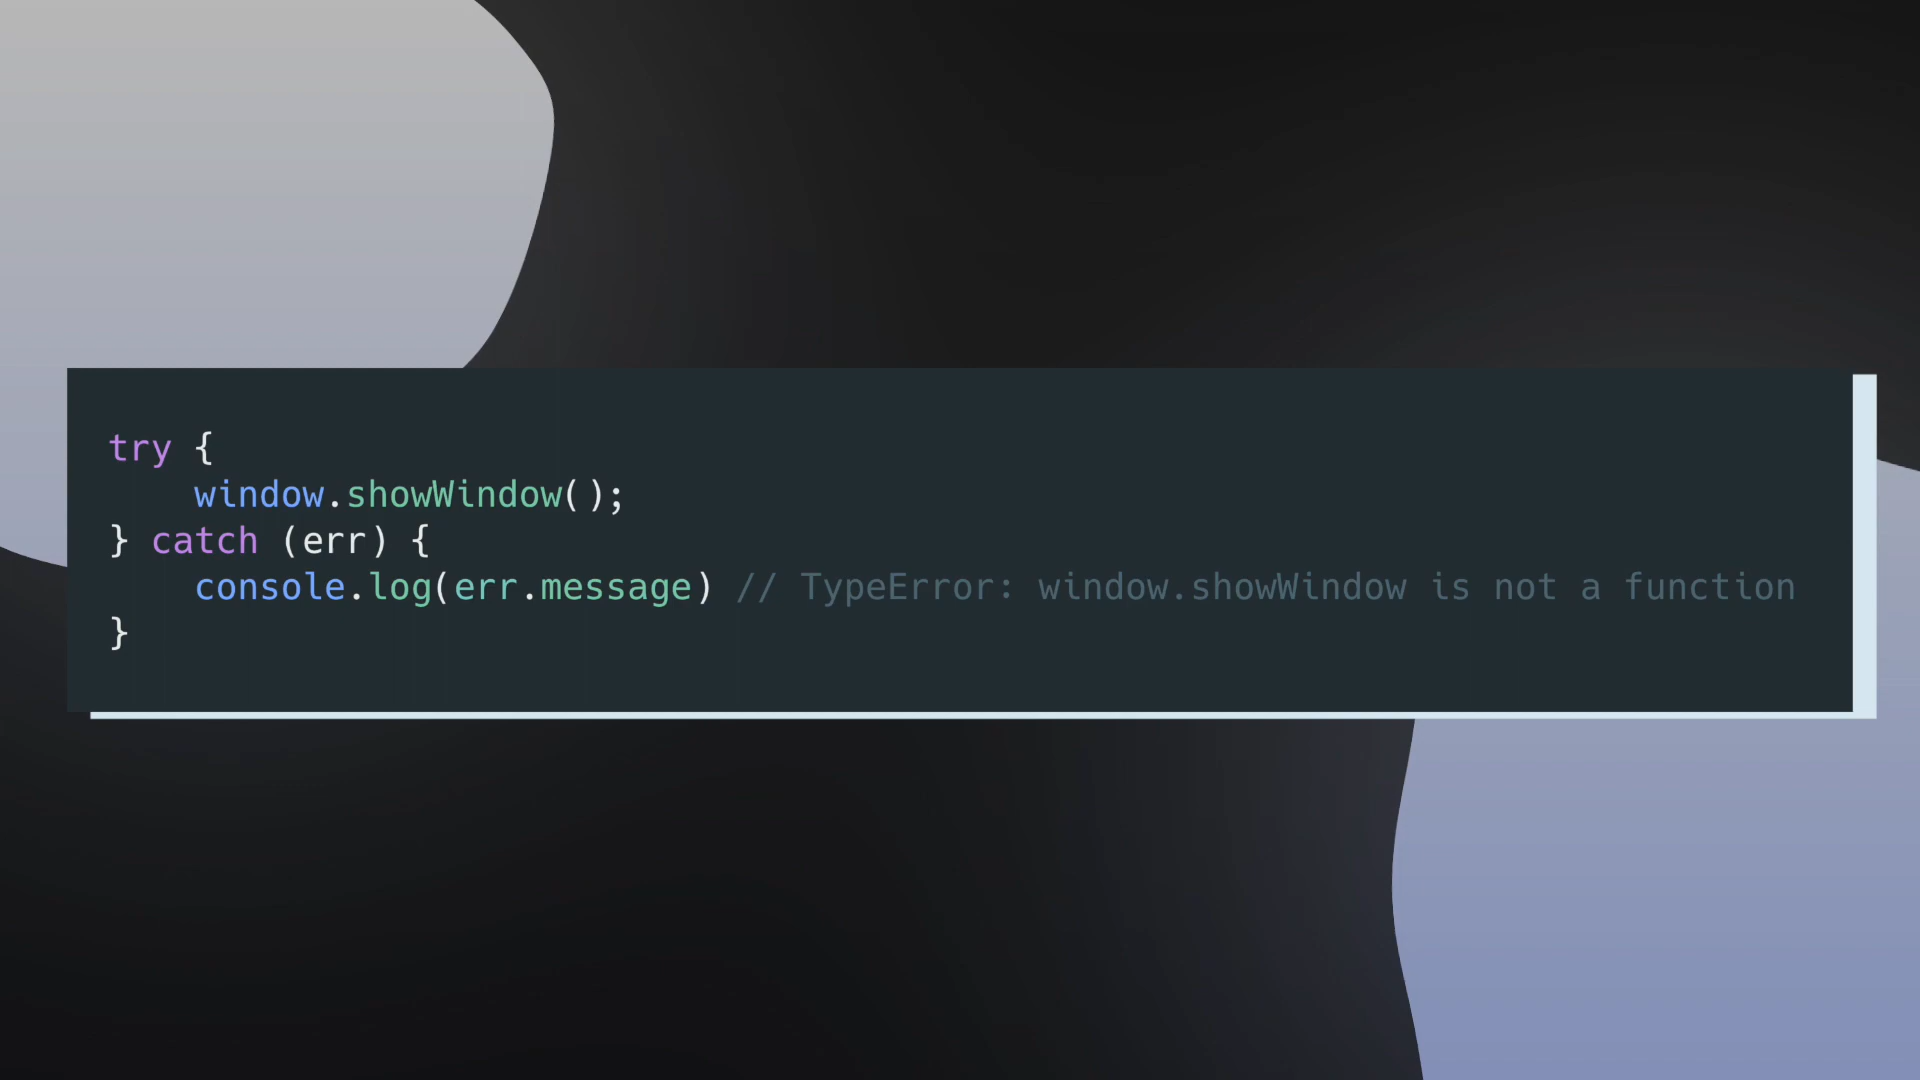 try {
    window.showWindow();
} catch (err) {
    console.log(err.message) // TypeError: window.showWindow is not a function
}